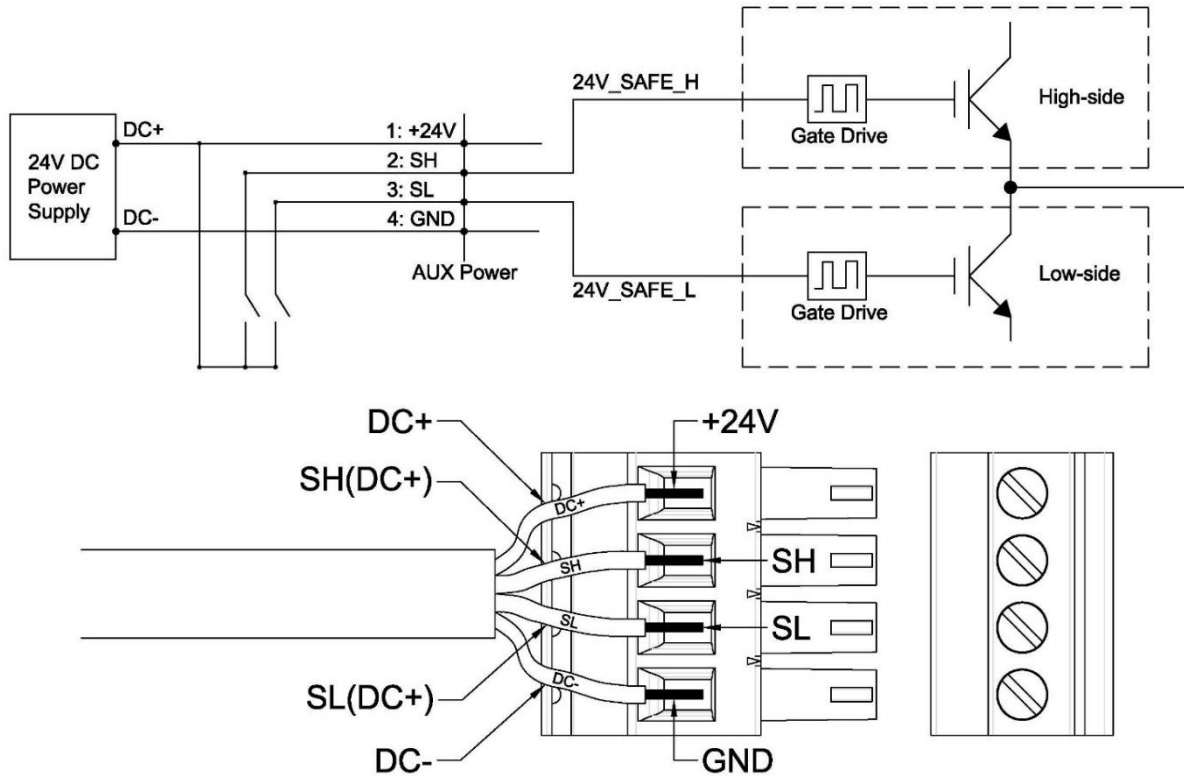 24V DC
Power
Supply
DC+
DC-
1: +24V
2: SH
3: SL
4: GND
AUX Power
24V_SAFE_H
24V_SAFE_L
Gate Drive
High-side
Gate Drive
Low-side
DC+
SH(DC+)
SL(DC+)
DC-
DC+
SH
SL
DC-
+24V
SH
SL
GND